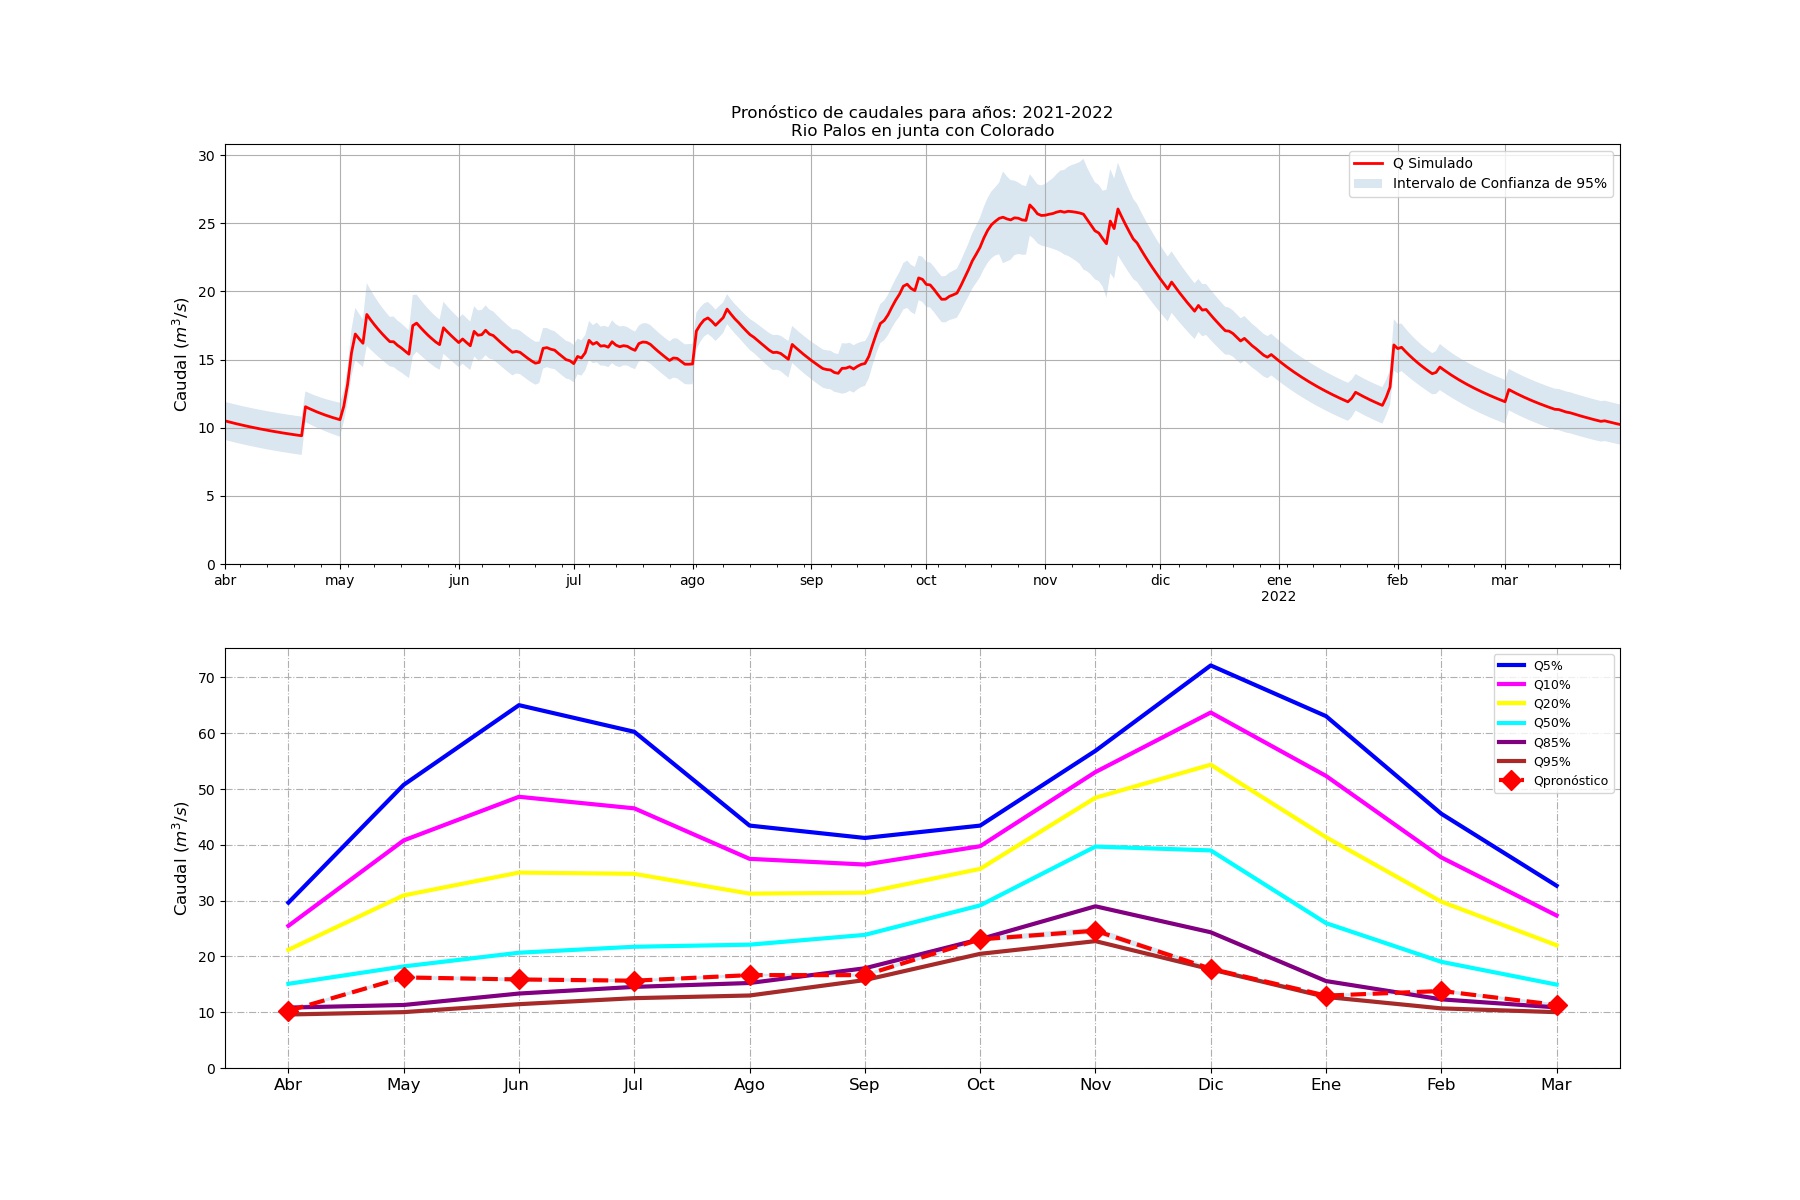 Pronóstico de caudales para años: 2021-2022
Rio Palos en junta con Colorado
Caudal (m³/s)
30
25
20
15
10
5
0
Q Simulado
Intervalo de Confianza de 95%
abr may jun jul ago sep oct nov dic ene feb mar
2022
Caudal (m³/s)
70
60
50
40
30
20
10
0
Q5%
Q10%
Q20%
Q50%
Q85%
Q95%
Qpronóstico
Abr May Jun Jul Ago Sep Oct Nov Dic Ene Feb Mar